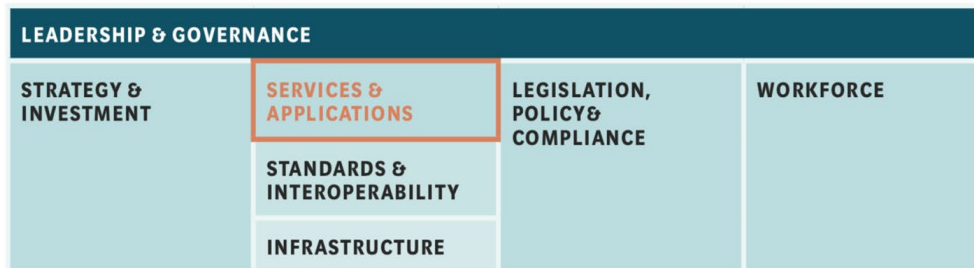 LEADERSHIP & GOVERNANCE
STRATEGY &
INVESTMENT
SERVICES &
APPLICATIONS
STANDARDS &
INTEROPERABILITY
INFRASTRUCTURE
LEGISLATION,
POLICY&
COMPLIANCE
WORKFORCE